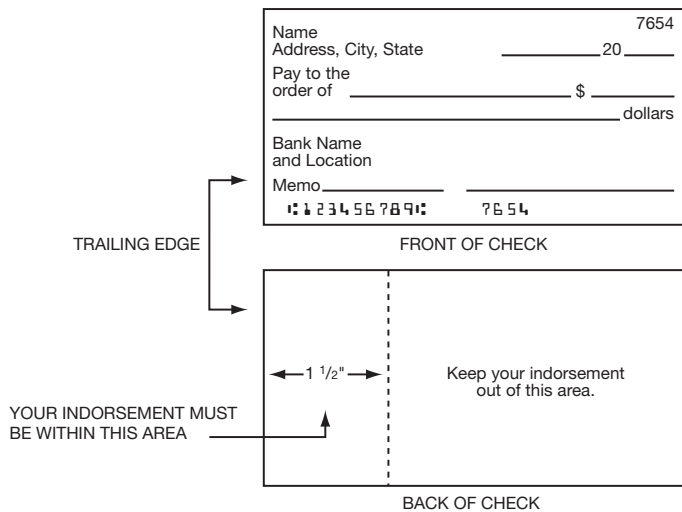 7654
Name
Address, City, State 20
Pay to the
order of $
dollars
Bank Name
and Location
Memo
⑆123456789⑆ 7654
TRAILING EDGE
FRONT OF CHECK
1 1/2"
Keep your indorsement
out of this area.
YOUR INDORSEMENT MUST
BE WITHIN THIS AREA
BACK OF CHECK